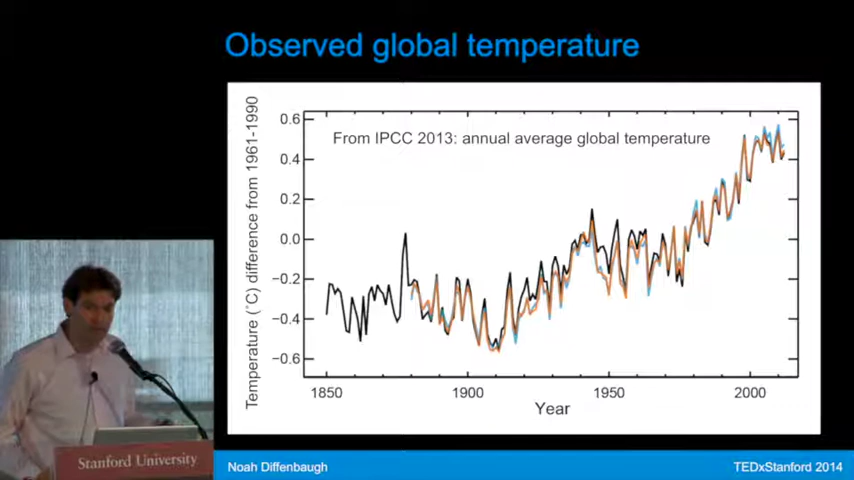 Observed global temperature
Temperature (°C) difference from 1961-1990
From IPCC 2013: annual average global temperature
0.6
0.4
0.2
0.0
−0.2
−0.4
−0.6
1850
1900
1950
2000
Year
Stanford University
Noah Diffenbaugh
TEDxStanford 2014